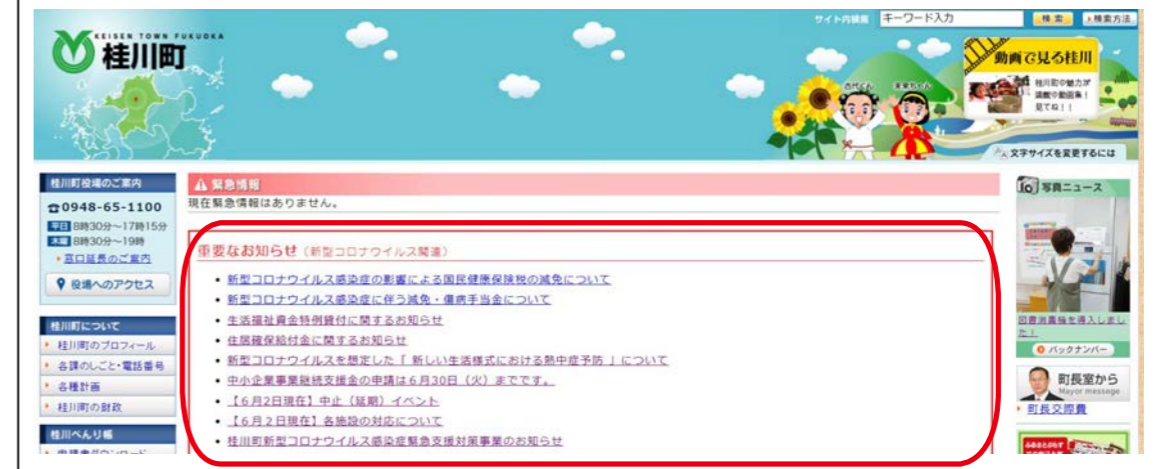 サイト内検索
キーワード入力
検索
検索方法
KEISEN TOWN FUKUOKA
桂川町
動画で見る桂川
桂川町の魅力が
満載の動画集！
見てね！！
文字サイズを変更するには
桂川町役場のご案内
☎0948-65-1100
平日 8時30分～17時15分
木曜 8時30分～19時
窓口延長のご案内
役場へのアクセス
桂川町について
桂川町のプロフィール
各課のしごと・電話番号
各種計画
桂川町の財政
桂川べんり帳
申請書ダウンロード
緊急情報
現在緊急情報はありません。
重要なお知らせ（新型コロナウイルス関連）
新型コロナウイルス感染症の影響による国民健康保険税の減免について
新型コロナウイルス感染症に伴う減免・傷病手当金について
生活福祉資金特例貸付に関するお知らせ
住居確保給付金に関するお知らせ
新型コロナウイルスを想定した「 新しい生活様式における熱中症予防 」について
中小企業事業継続支援金の申請は６月30日（火）までです。
【６月2日現在】中止（延期）イベント
【６月２日現在】各施設の対応について
桂川町新型コロナウイルス感染症緊急支援対策事業のお知らせ
写真ニュース
図書消毒機を導入しまし
た！
バックナンバー
町長室から
Mayor message
町長交際費